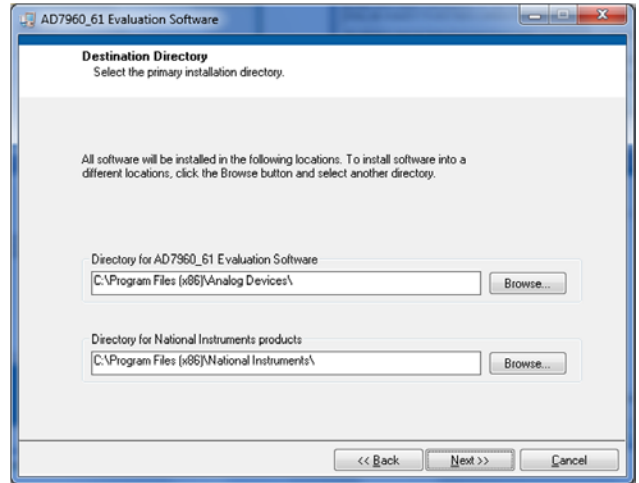 AD7960_61 Evaluation Software
Destination Directory
Select the primary installation directory.
All software will be installed in the following locations. To install software into a
different locations, click the Browse button and select another directory.
Directory for AD7960_61 Evaluation Software
C:\Program Files (x86)\Analog Devices\
Browse...
Directory for National Instruments products
C:\Program Files (x86)\National Instruments\
Browse...
<< Back
Next >>
Cancel